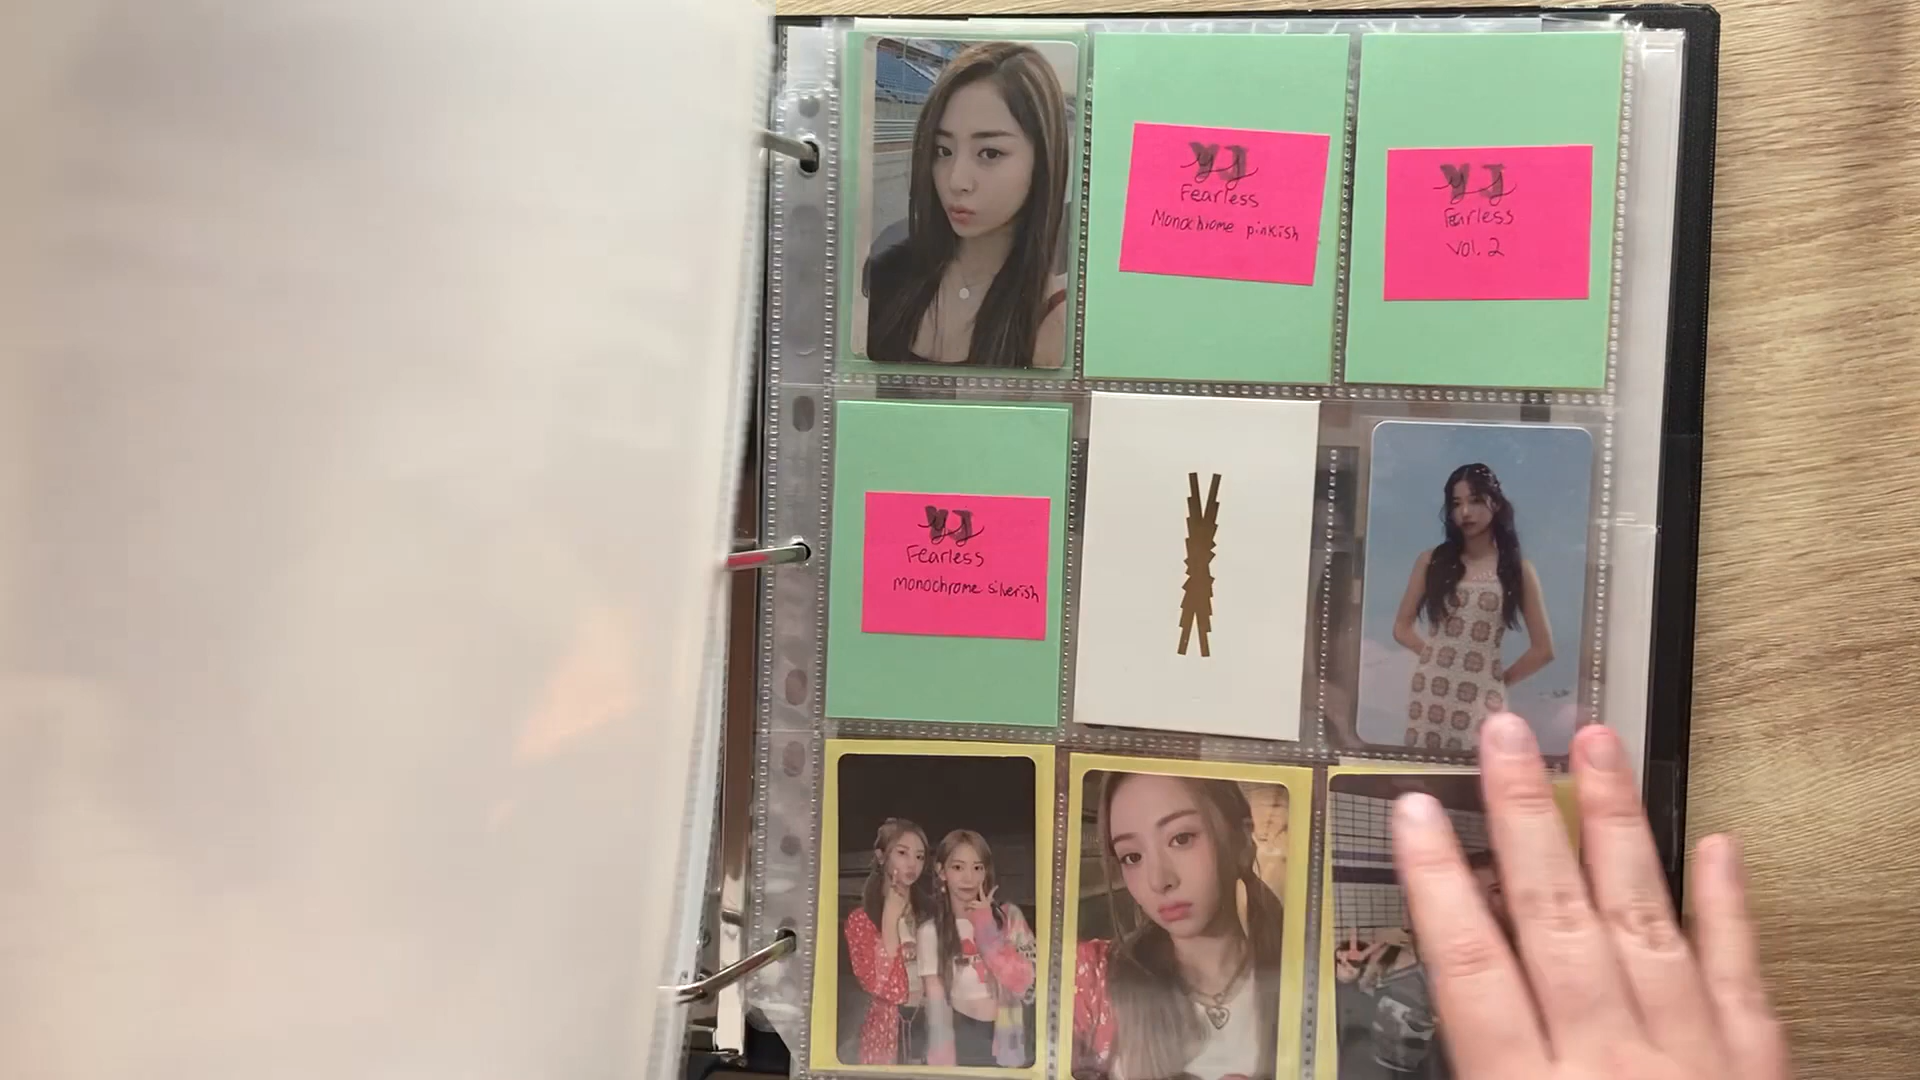 YJ
Fearless
Monochrome pinkish
YJ
Fearless
Vol. 2
YJ
Fearless
monochrome silverish